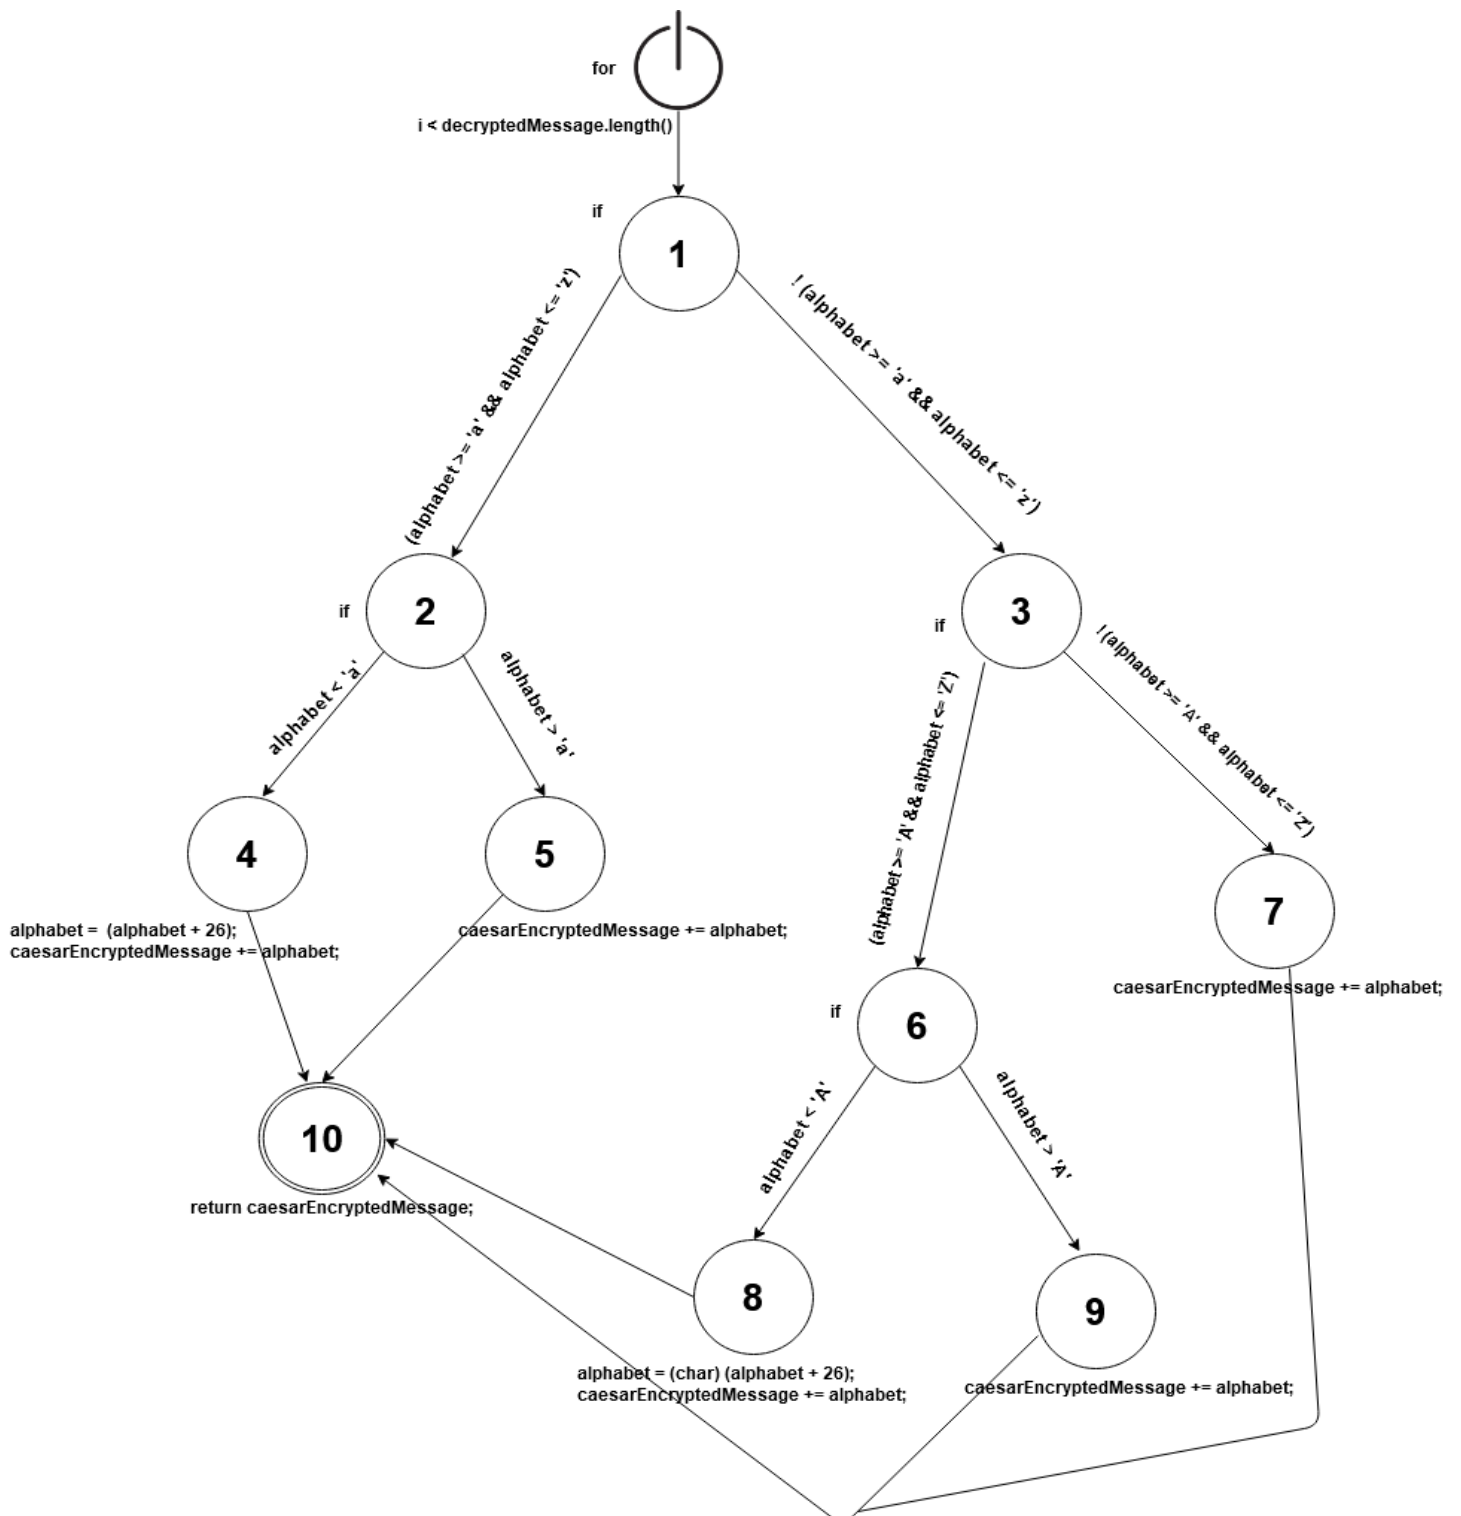 for
i < decryptedMessage.length()
if
1
(alphabet >= 'a' && alphabet <= 'z')
! (alphabet >= 'a' && alphabet <= 'z')
if
2
if
3
alphabet < 'a'
alphabet > 'a'
(alphabet >= 'A' && alphabet <= 'Z')
! (alphabet >= 'A' && alphabet <= 'Z')
4
5
7
alphabet = (alphabet + 26);
caesarEncryptedMessage += alphabet;
caesarEncryptedMessage += alphabet;
caesarEncryptedMessage += alphabet;
if
6
alphabet < 'A'
alphabet > 'A'
10
return caesarEncryptedMessage;
8
9
alphabet = (char) (alphabet + 26);
caesarEncryptedMessage += alphabet;
caesarEncryptedMessage += alphabet;